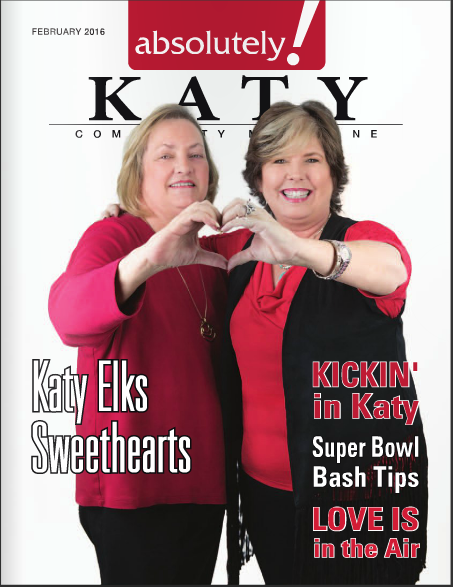 FEBRUARY 2016
absolutely!
KATY
Katy Elks
Sweethearts
KICKIN'
in Katy
Super Bowl
Bash Tips
LOVE IS
in the Air